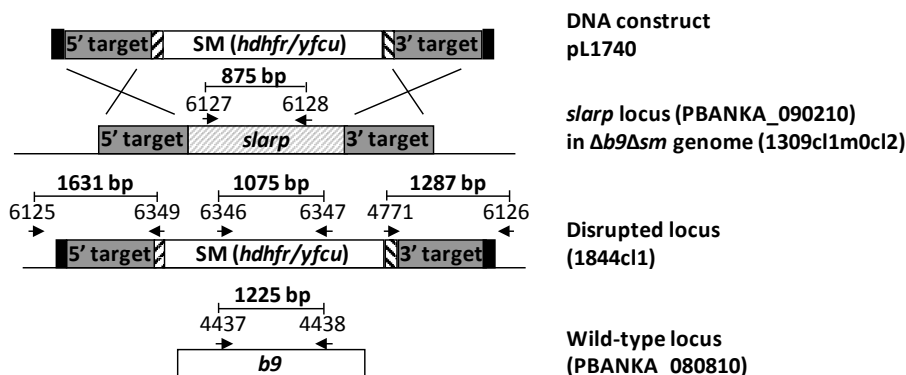 DNA construct
pL1740
5’ target SM (hdhfr/yfcu) 3’ target
875 bp
6127 6128
slarp locus (PBANKA_090210)
in Δb9Δsm genome (1309cl1m0cl2)
5’ target slarp 3’ target
1631 bp 1075 bp 1287 bp
6125 6349 6346 6347 4771 6126
Disrupted locus
(1844cl1)
5’ target SM (hdhfr/yfcu) 3’ target
1225 bp
4437 4438
Wild-type locus
(PBANKA_080810)
b9